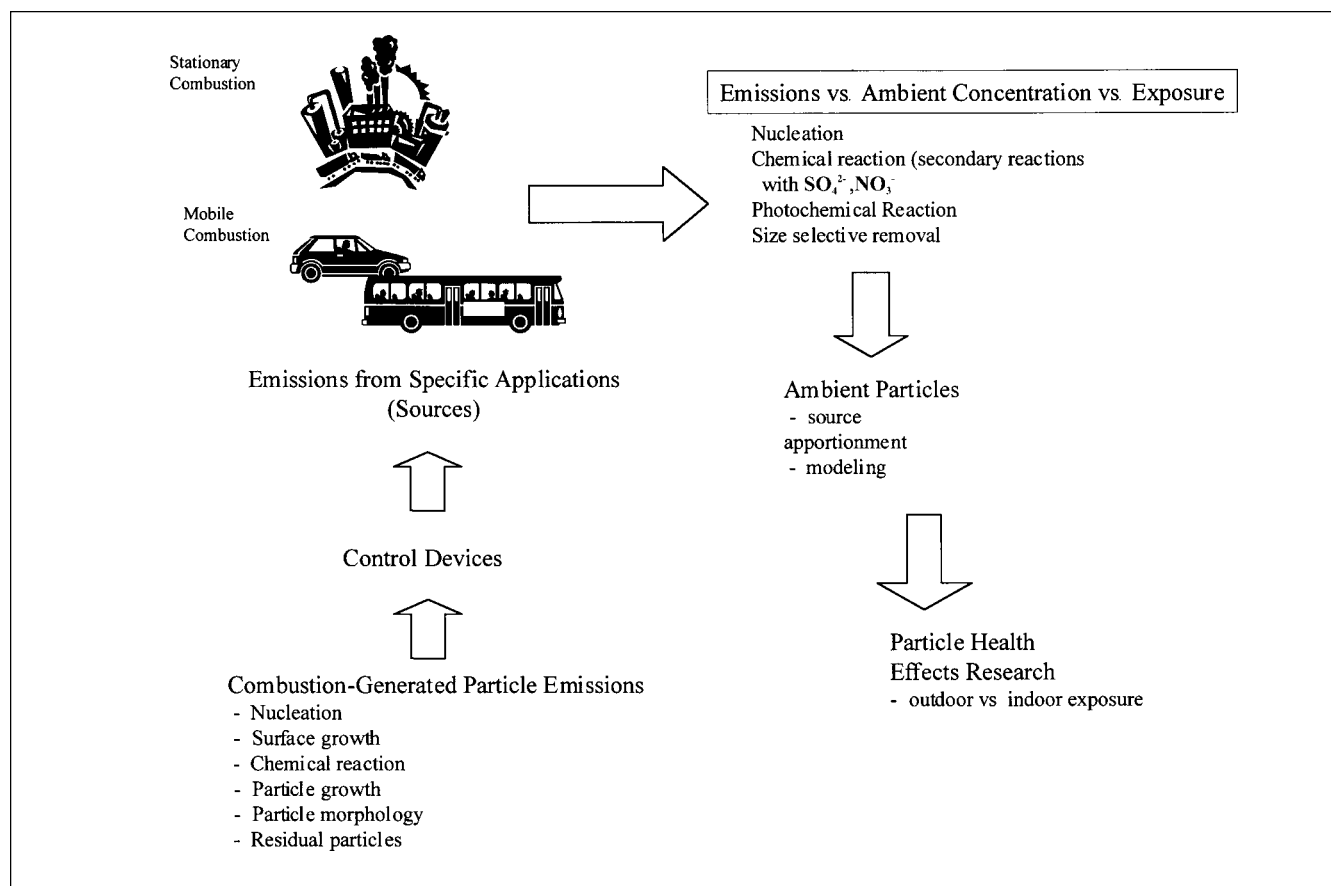 Stationary
Combustion
Mobile
Combustion
Emissions from Specific Applications
(Sources)
Control Devices
Combustion-Generated Particle Emissions
- Nucleation
- Surface growth
- Chemical reaction
- Particle growth
- Particle morphology
- Residual particles
Emissions vs. Ambient Concentration vs. Exposure
Nucleation
Chemical reaction (secondary reactions
with SO₄²⁻,NO₃⁻
Photochemical Reaction
Size selective removal
Ambient Particles
- source
apportionment
- modeling
Particle Health
Effects Research
- outdoor vs indoor exposure